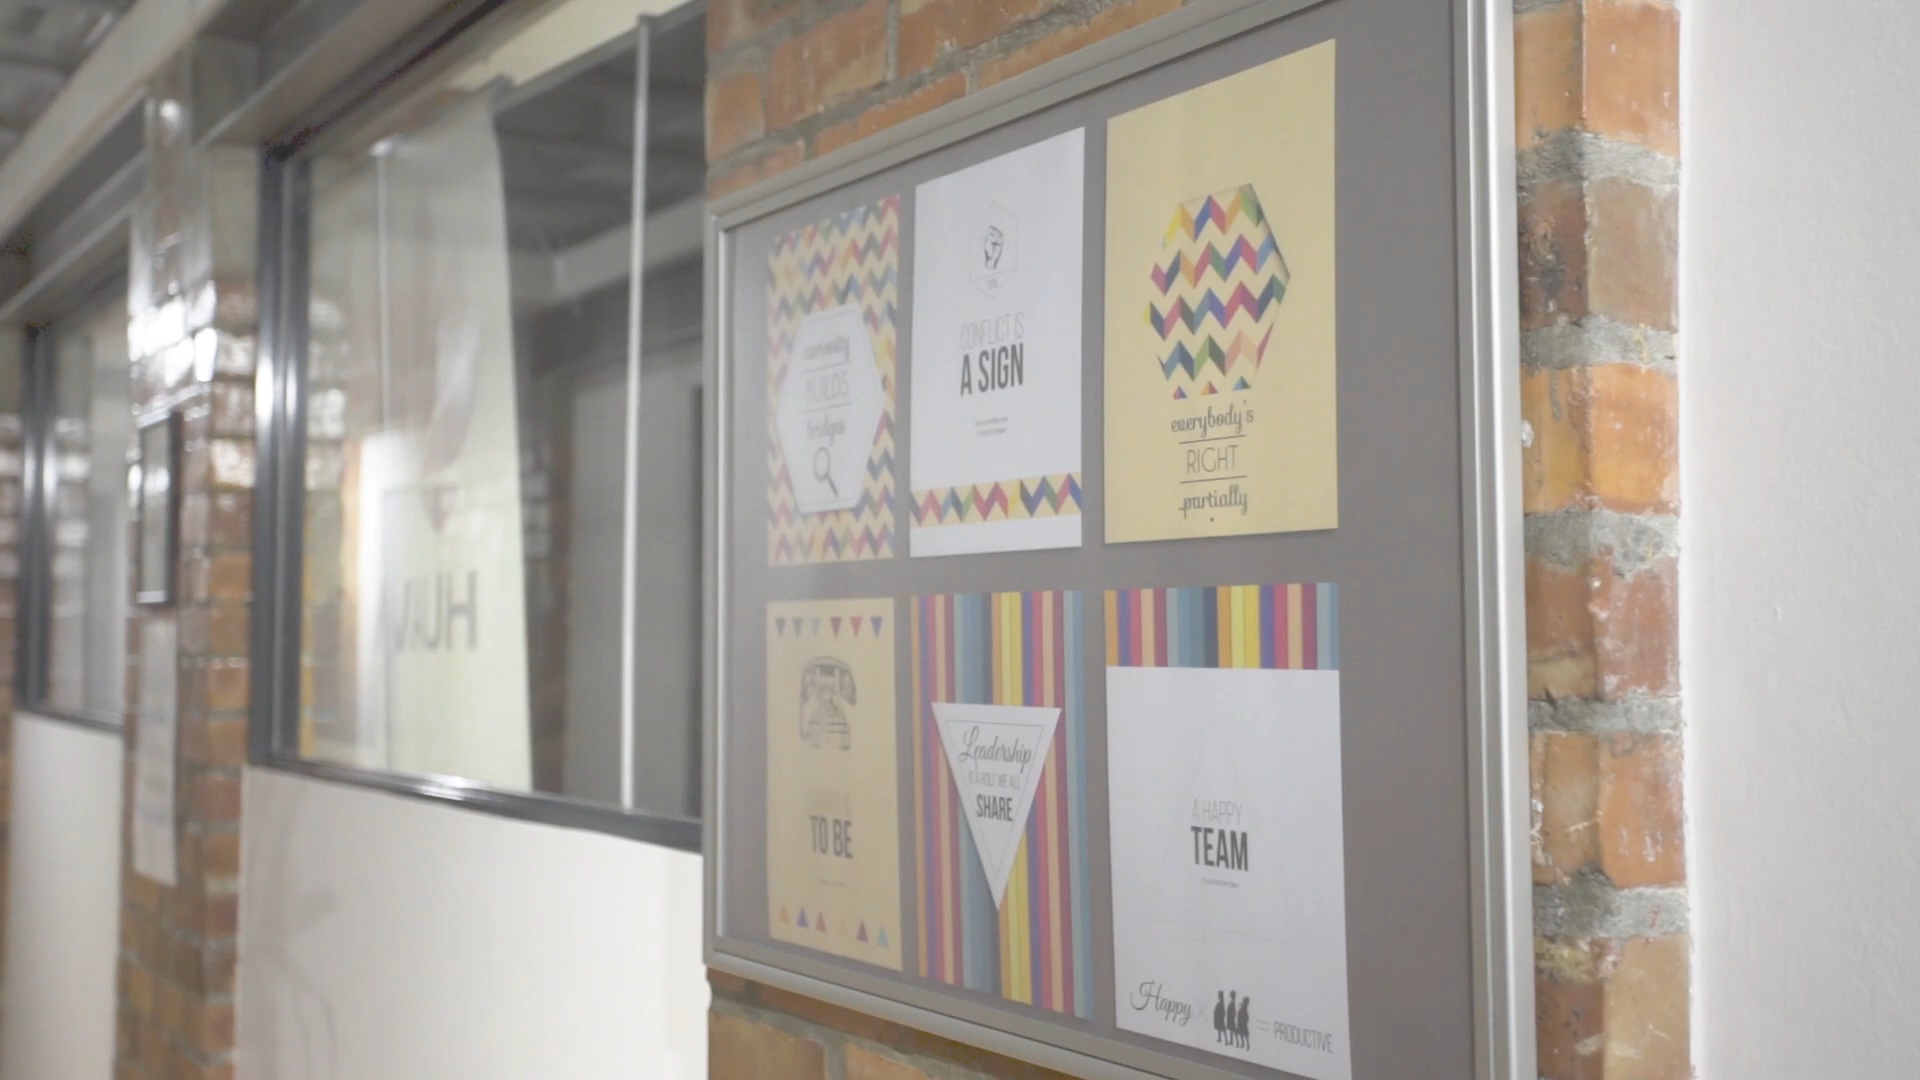 curiosity
BUILDS
bridges
CONFLICT IS
A SIGN
everybody's
RIGHT
partially
TO BE
Leadership
IS A ROLE WE ALL
SHARE
A HAPPY
TEAM
Happy × = PRODUCTIVE